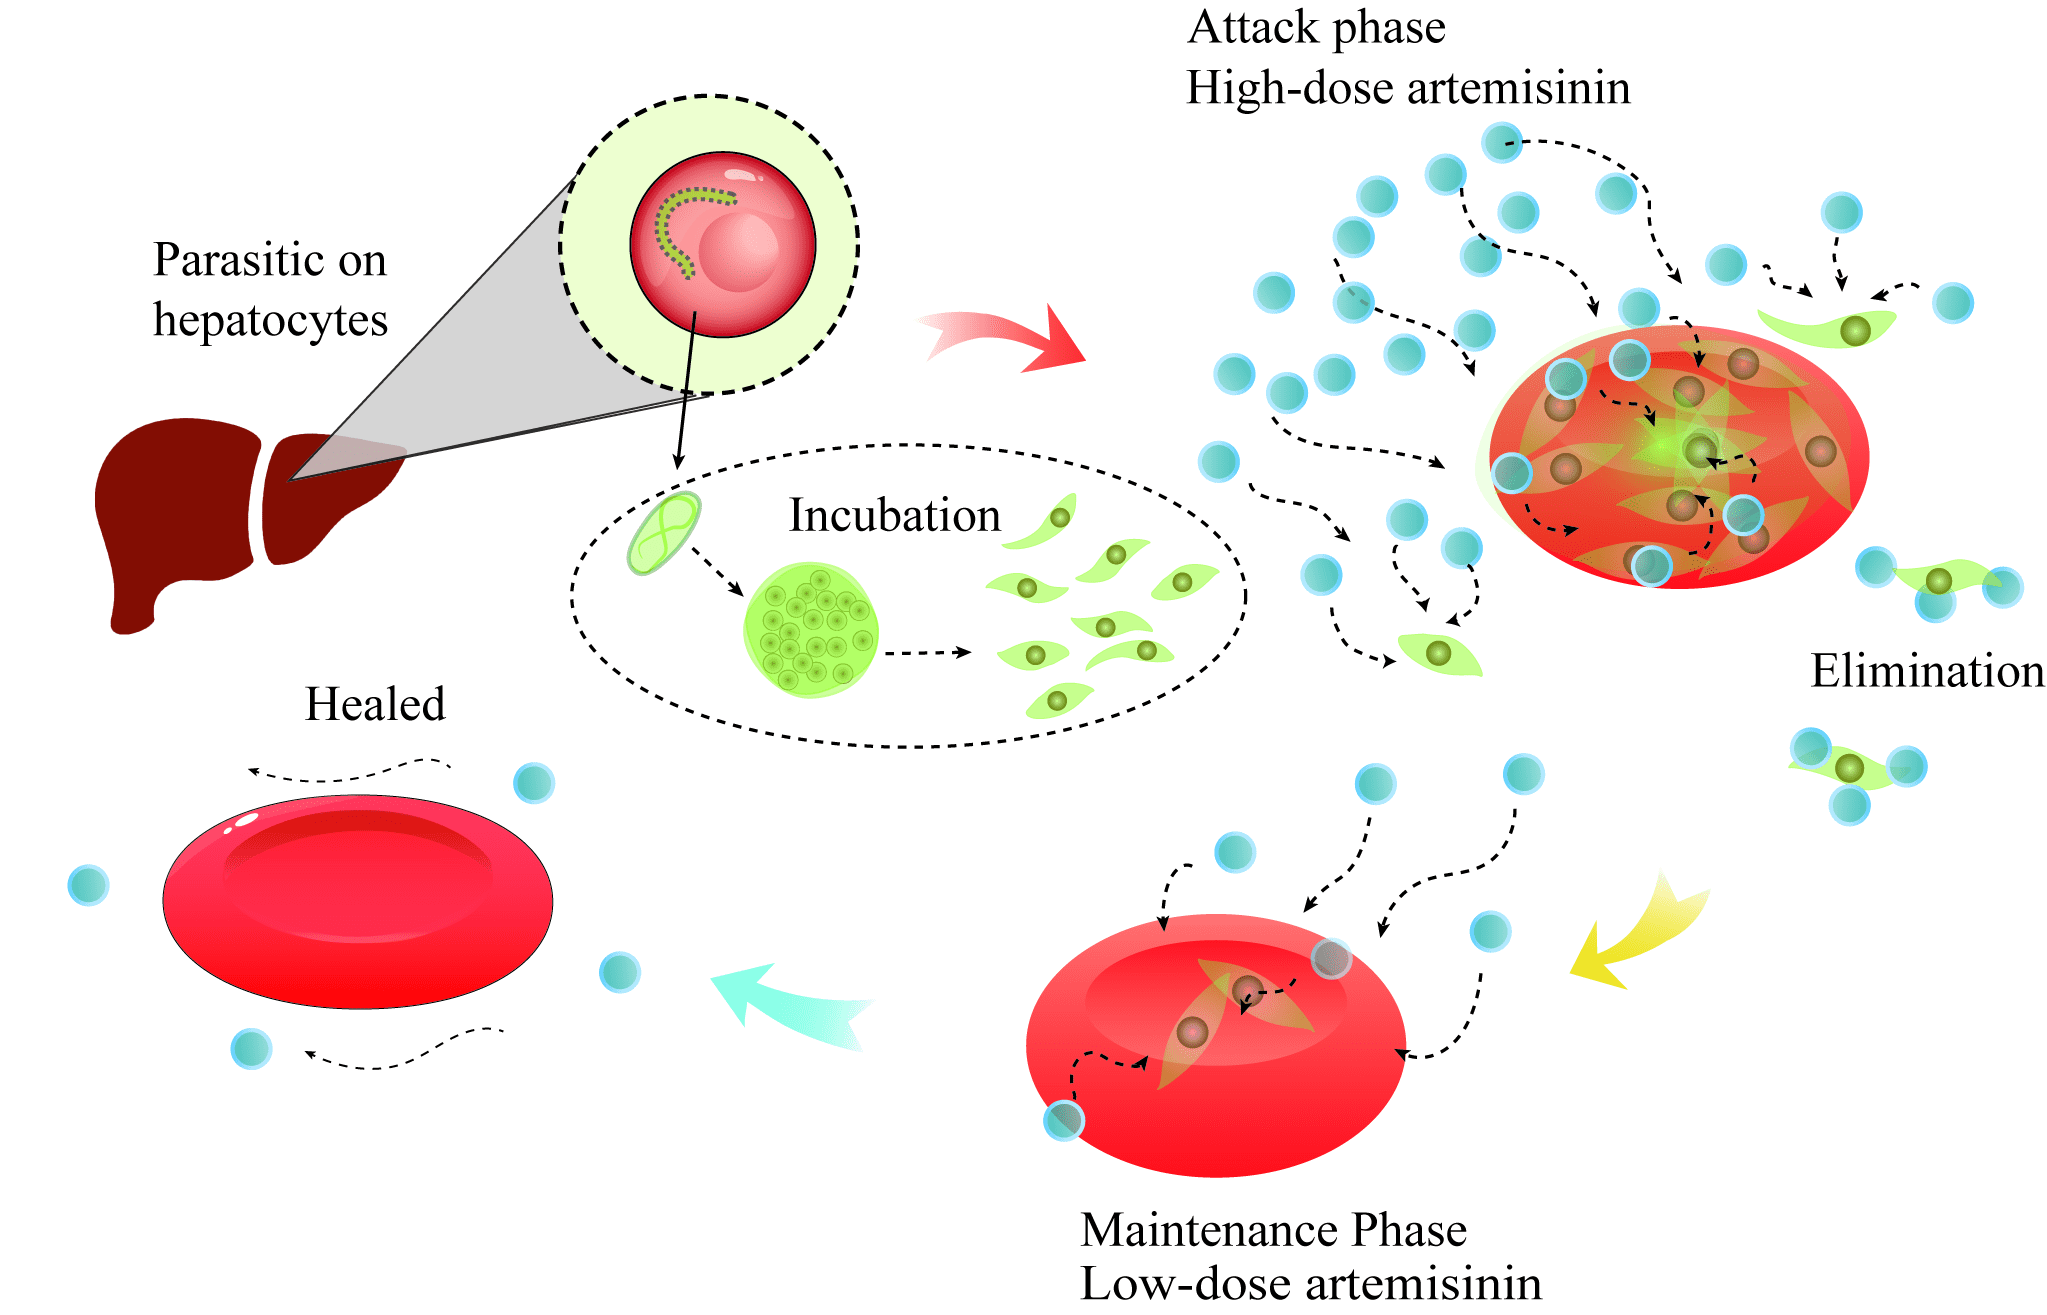 Attack phase
High-dose artemisinin
Parasitic on
hepatocytes
Incubation
Elimination
Healed
Maintenance Phase
Low-dose artemisinin